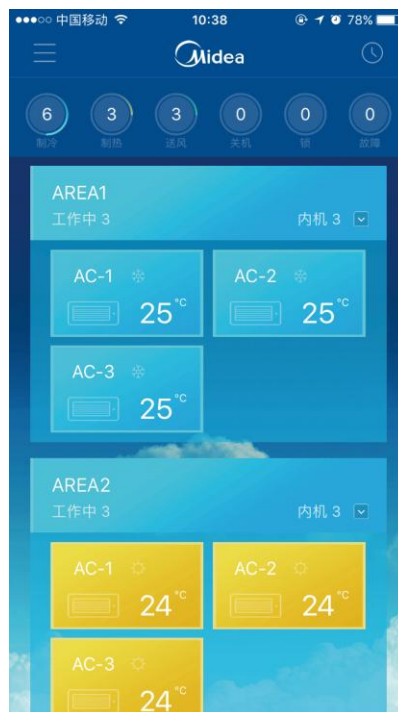 中国移动 10:38 78%
Midea
6 3 3 0 0 0
制冷 制热 送风 关机 锁 故障
AREA1
工作中 3 内机 3
AC-1 AC-2
25°C 25°C
AC-3
25°C
AREA2
工作中 3 内机 3
AC-1 AC-2
24°C 24°C
AC-3
24°C